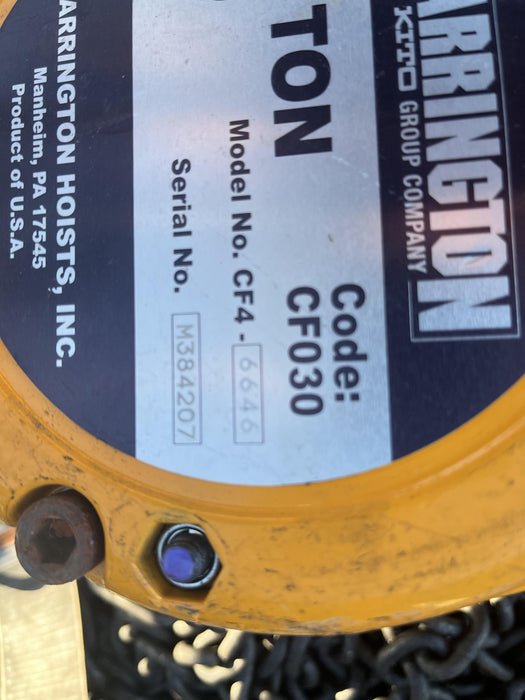 ARRINGTON
KITO GROUP COMPANY
TON
Code:
CF030
Model No. CF4 - 6646
Serial No. M384207
ARRINGTON HOISTS, INC.
Manheim, PA 17545
Product of U.S.A.